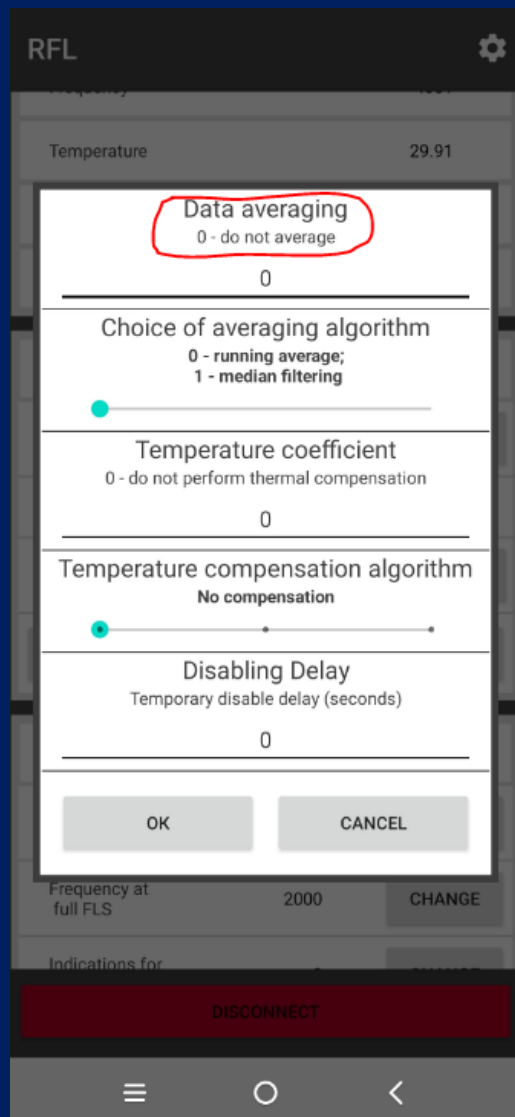 RFL
Temperature 29.91
Data averaging
0 - do not average
0
Choice of averaging algorithm
0 - running average;
1 - median filtering
Temperature coefficient
0 - do not perform thermal compensation
0
Temperature compensation algorithm
No compensation
Disabling Delay
Temporary disable delay (seconds)
0
OK CANCEL
Frequency at
full FLS 2000 CHANGE
Indications for
DISCONNECT